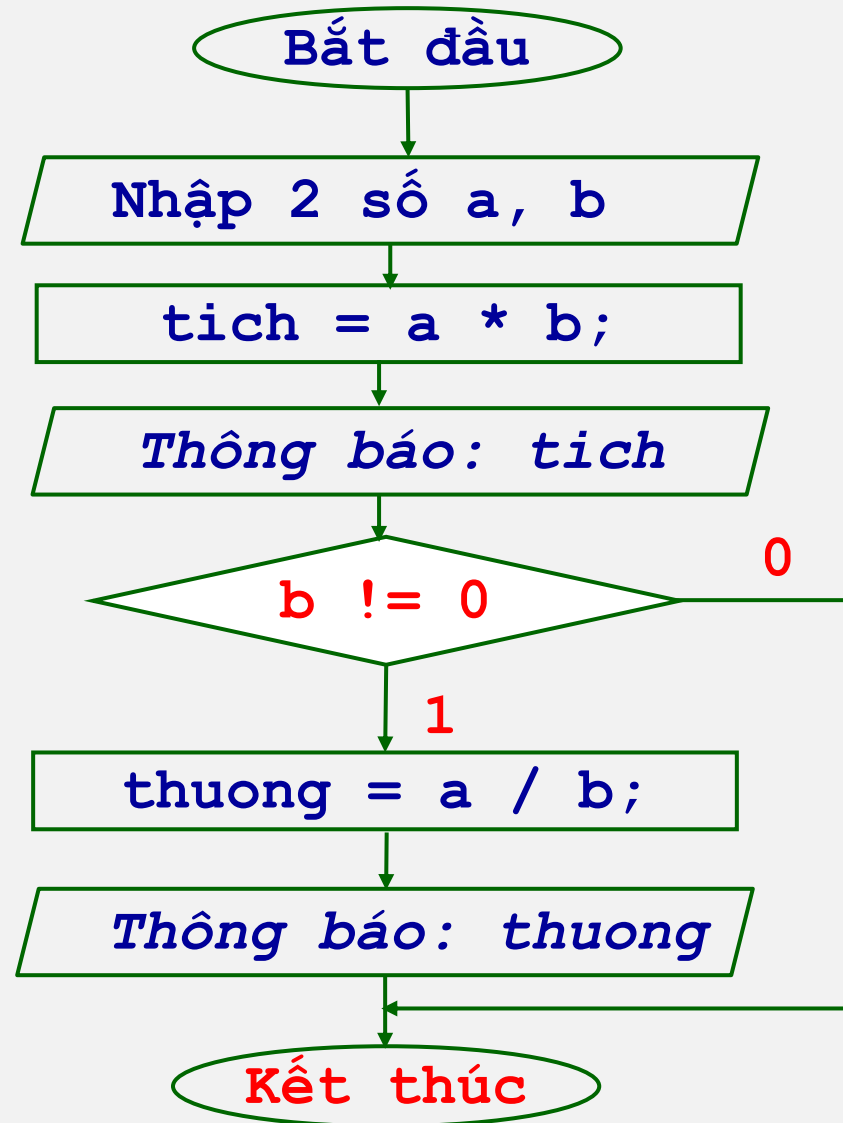 Bắt đầu
Nhập 2 số a, b
tich = a * b;
Thông báo: tich
b != 0
0
1
thuong = a / b;
Thông báo: thuong
Kết thúc